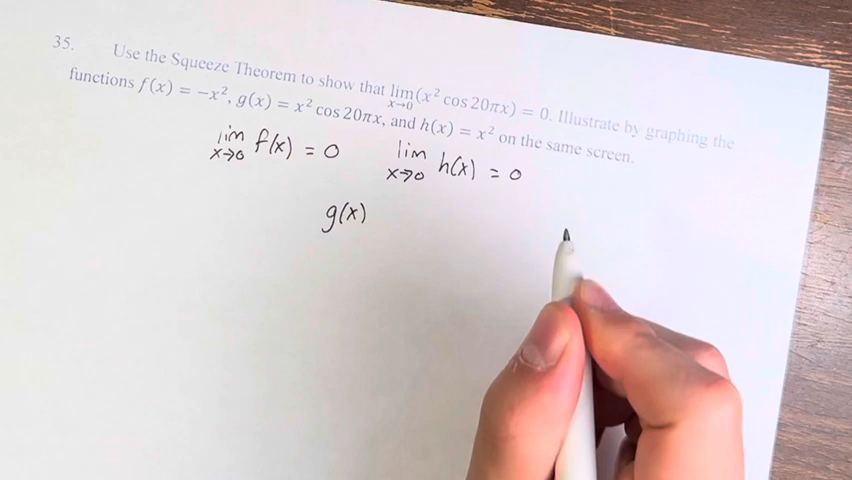 35. Use the Squeeze Theorem to show that lim x→0 (x² cos 20πx) = 0. Illustrate by graphing the
functions f(x) = −x², g(x) = x² cos 20πx, and h(x) = x² on the same screen.
lim x→0 f(x) = 0 lim x→0 h(x) = 0
g(x)